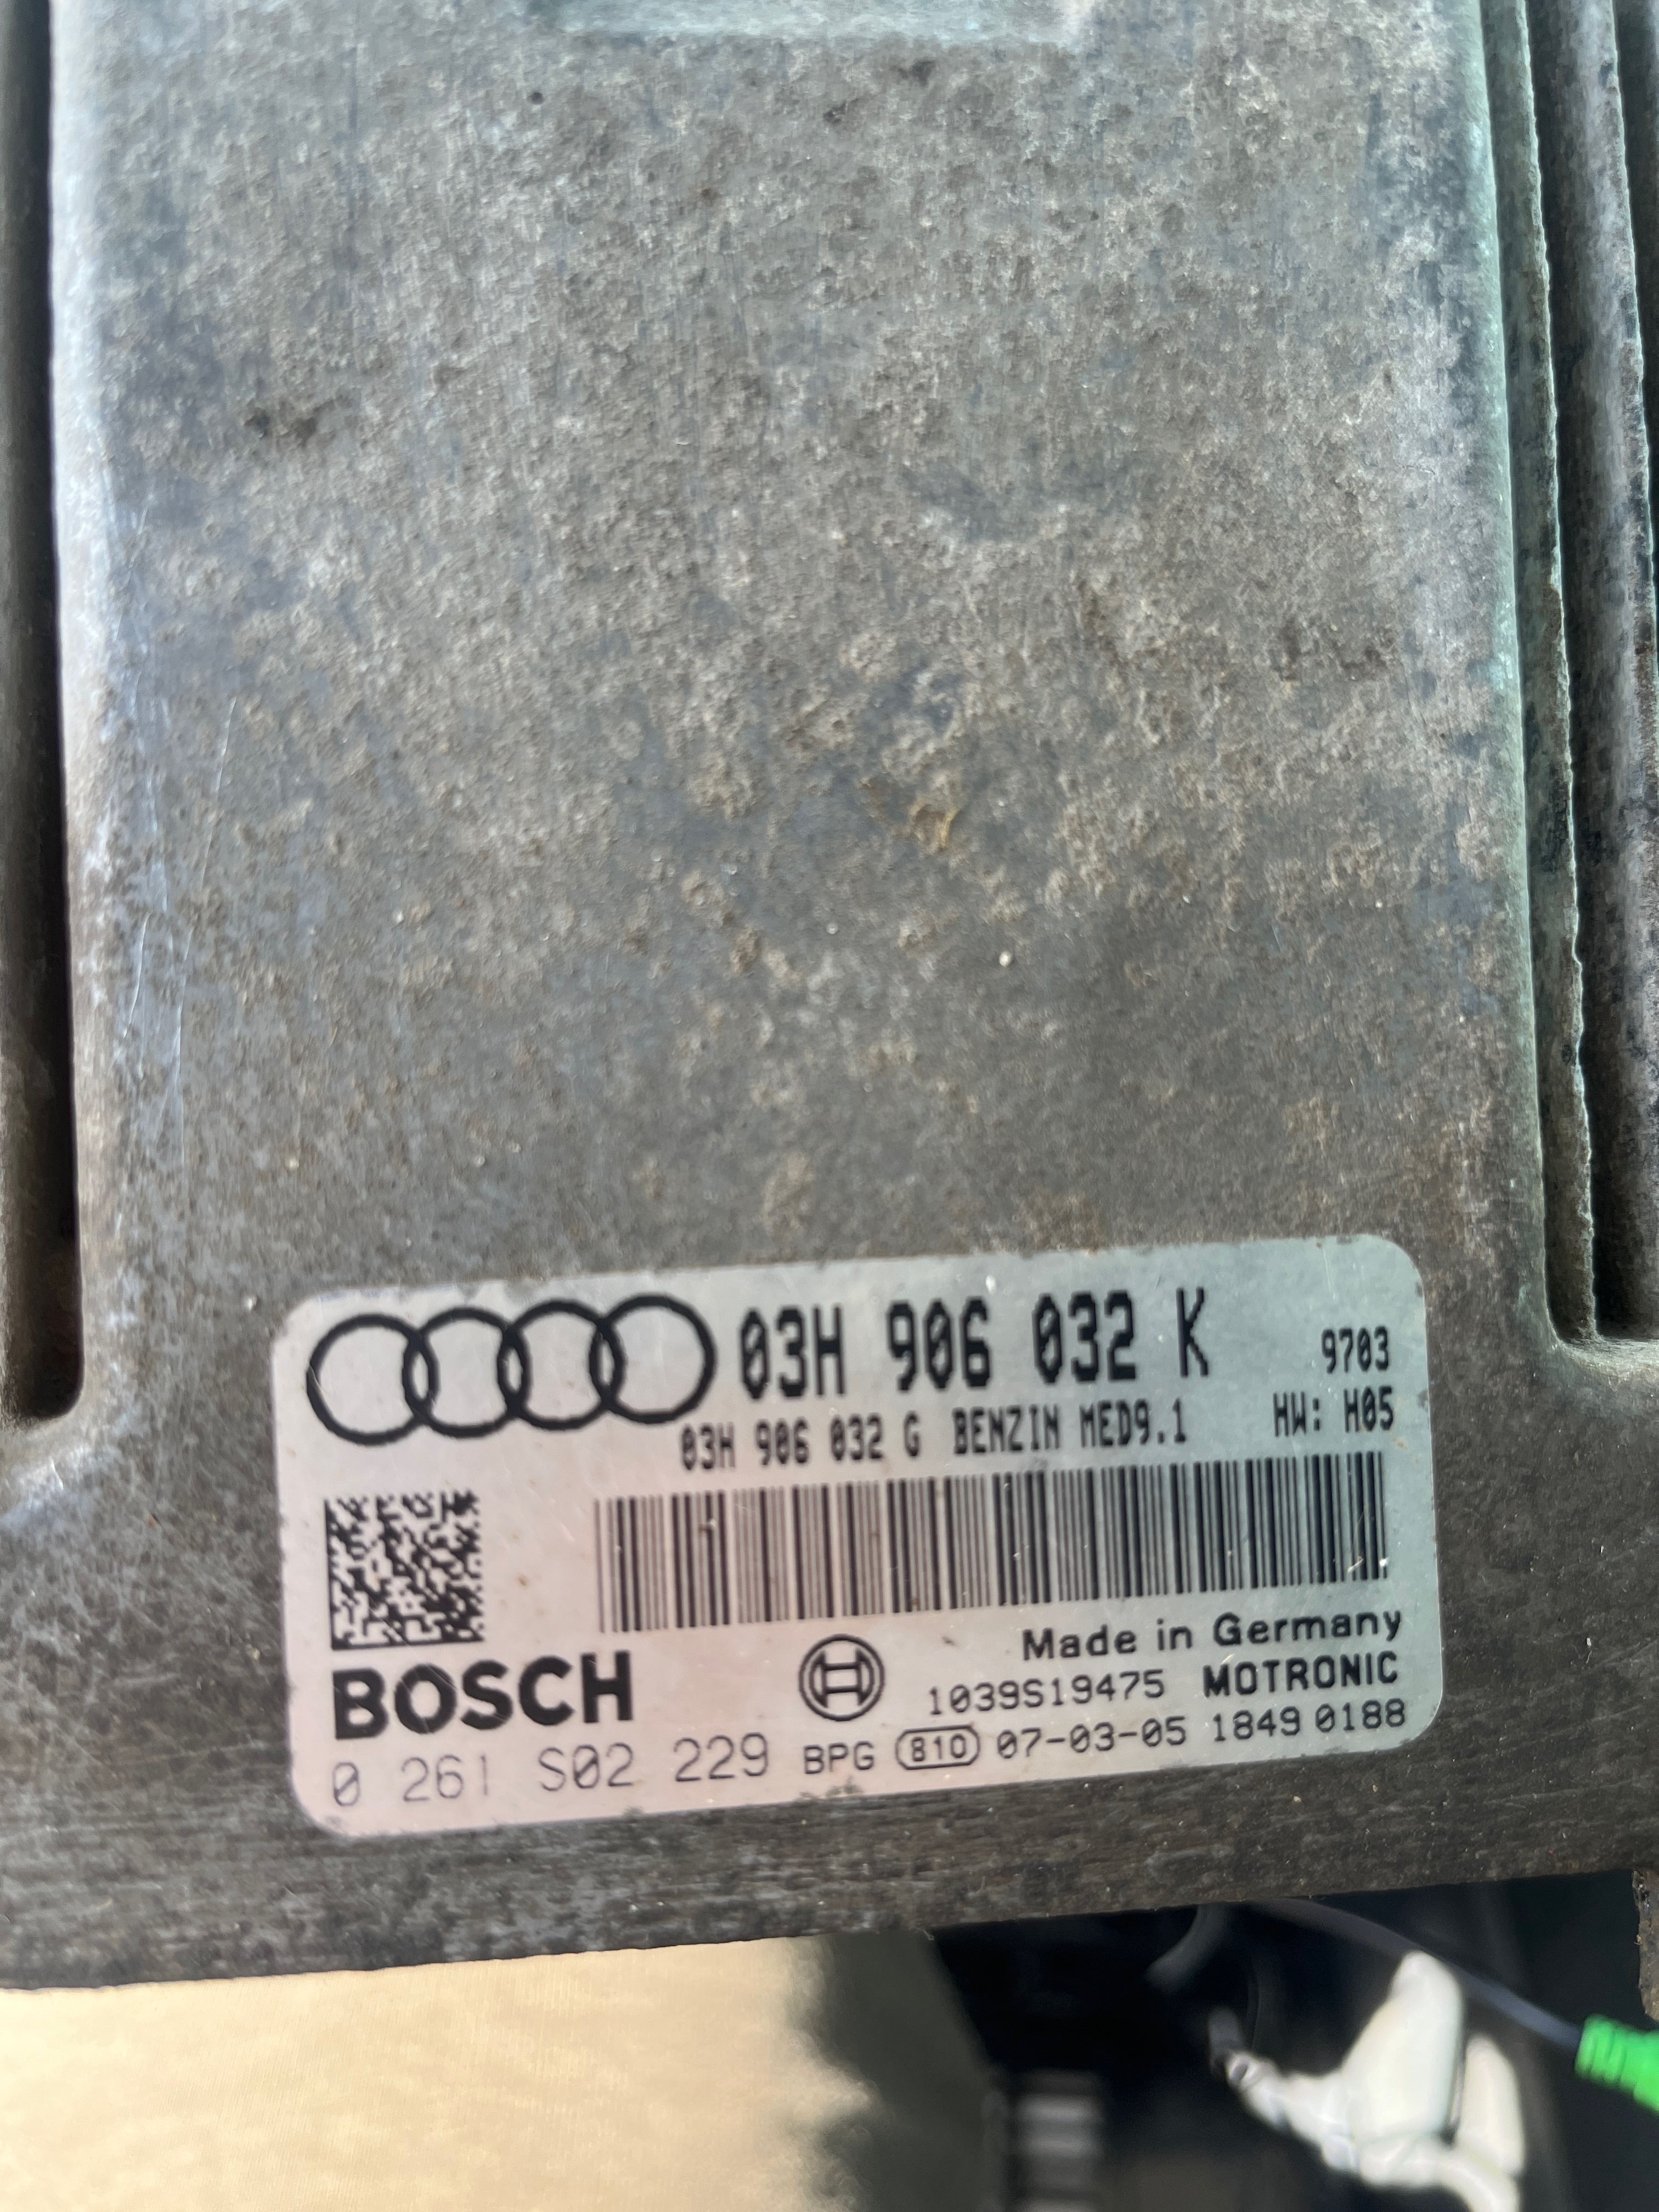 03H 906 032 K 9703
03H 906 032 G BENZIN MED9.1 HW: H05
Made in Germany
BOSCH 1039S19475 MOTRONIC
0 261 S02 229 BPG 810 07-03-05 1849 0188